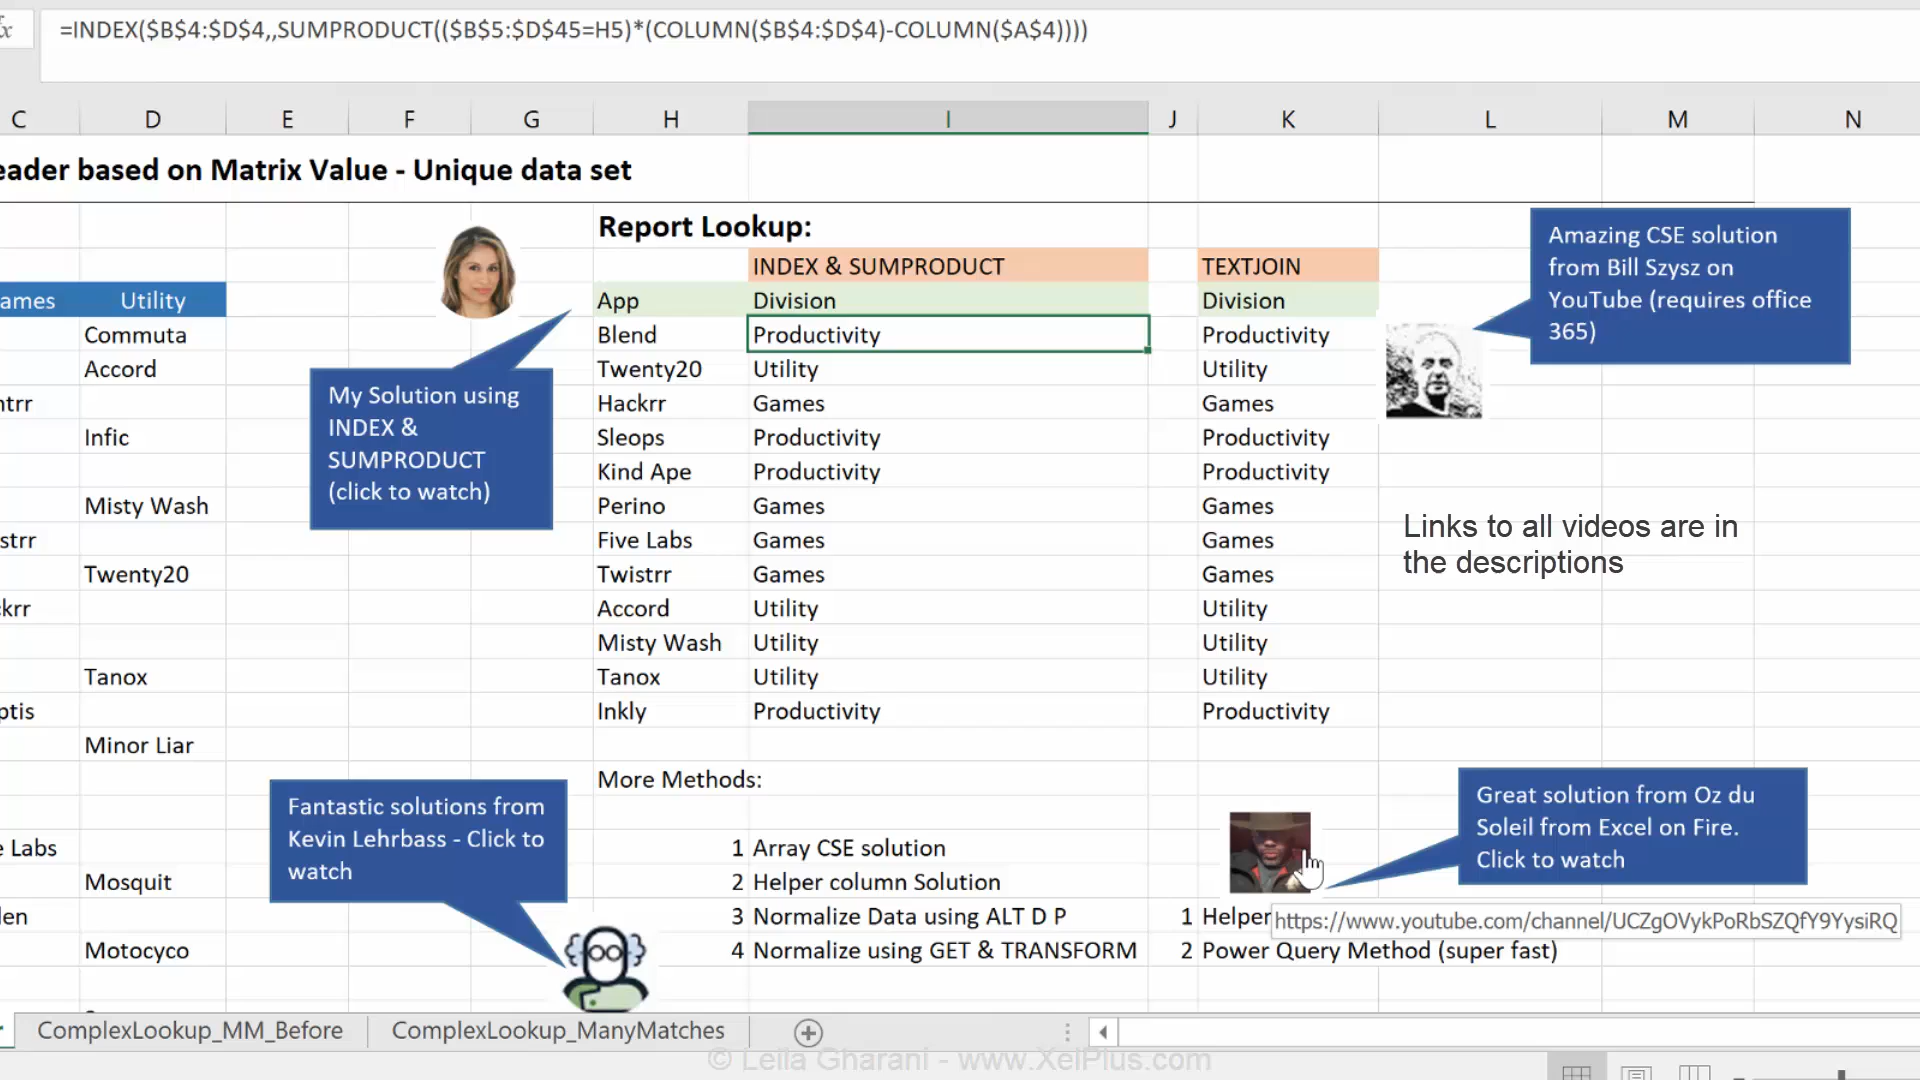 =INDEX($B$4:$D$4,,SUMPRODUCT(($B$5:$D$45=H5)*(COLUMN($B$4:$D$4)-COLUMN($A$4))))
C D E F G H I J K L M N
eader based on Matrix Value - Unique data set
Report Lookup:
INDEX & SUMPRODUCT TEXTJOIN
ames Utility App Division Division
Commuta Blend Productivity Productivity
Accord Twenty20 Utility Utility
ntrr Hackrr Games Games
Infic Sleops Productivity Productivity
Kind Ape Productivity Productivity
Misty Wash Perino Games Games
strr Five Labs Games Games
Twenty20 Twistrr Games Games
krr Accord Utility Utility
Misty Wash Utility Utility
Tanox Tanox Utility Utility
ptis Inkly Productivity Productivity
Minor Liar
My Solution using
INDEX &
SUMPRODUCT
(click to watch)
Amazing CSE solution
from Bill Szysz on
YouTube (requires office
365)
Links to all videos are in
the descriptions
More Methods:
Fantastic solutions from
Kevin Lehrbass - Click to
watch
Great solution from Oz du
Soleil from Excel on Fire.
Click to watch
e Labs 1 Array CSE solution
Mosquit 2 Helper column Solution
len 3 Normalize Data using ALT D P 1 Helper
https://www.youtube.com/channel/UCZgOVykPoRbSZQfY9YysiRQ
Motocyco 4 Normalize using GET & TRANSFORM 2 Power Query Method (super fast)
ComplexLookup_MM_Before ComplexLookup_ManyMatches
© Leila Gharani - www.XelPlus.com